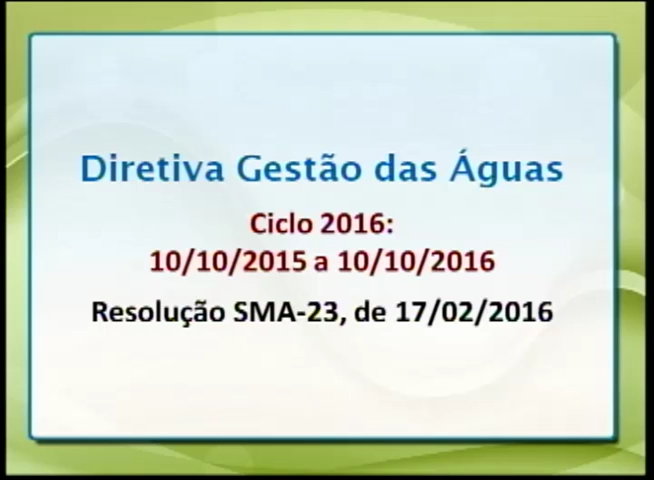 Diretiva Gestão das Águas
Ciclo 2016:
10/10/2015 a 10/10/2016
Resolução SMA-23, de 17/02/2016